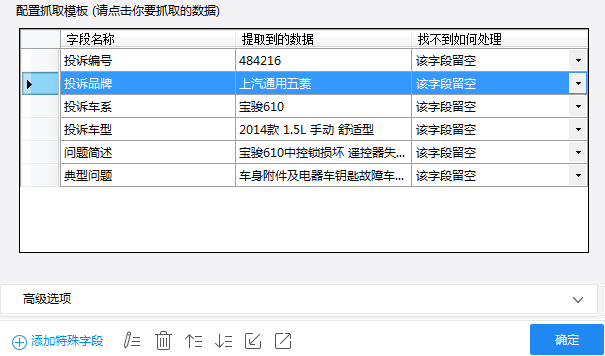 配置抓取模板 (请点击你要抓取的数据)
字段名称 提取到的数据 找不到如何处理
投诉编号 484216 该字段留空
投诉品牌 上汽通用五菱 该字段留空
投诉车系 宝骏610 该字段留空
投诉车型 2014款 1.5L 手动 舒适型 该字段留空
问题简述 宝骏610中控锁损坏 遥控器失... 该字段留空
典型问题 车身附件及电器车钥匙故障车... 该字段留空
高级选项
添加特殊字段 确定